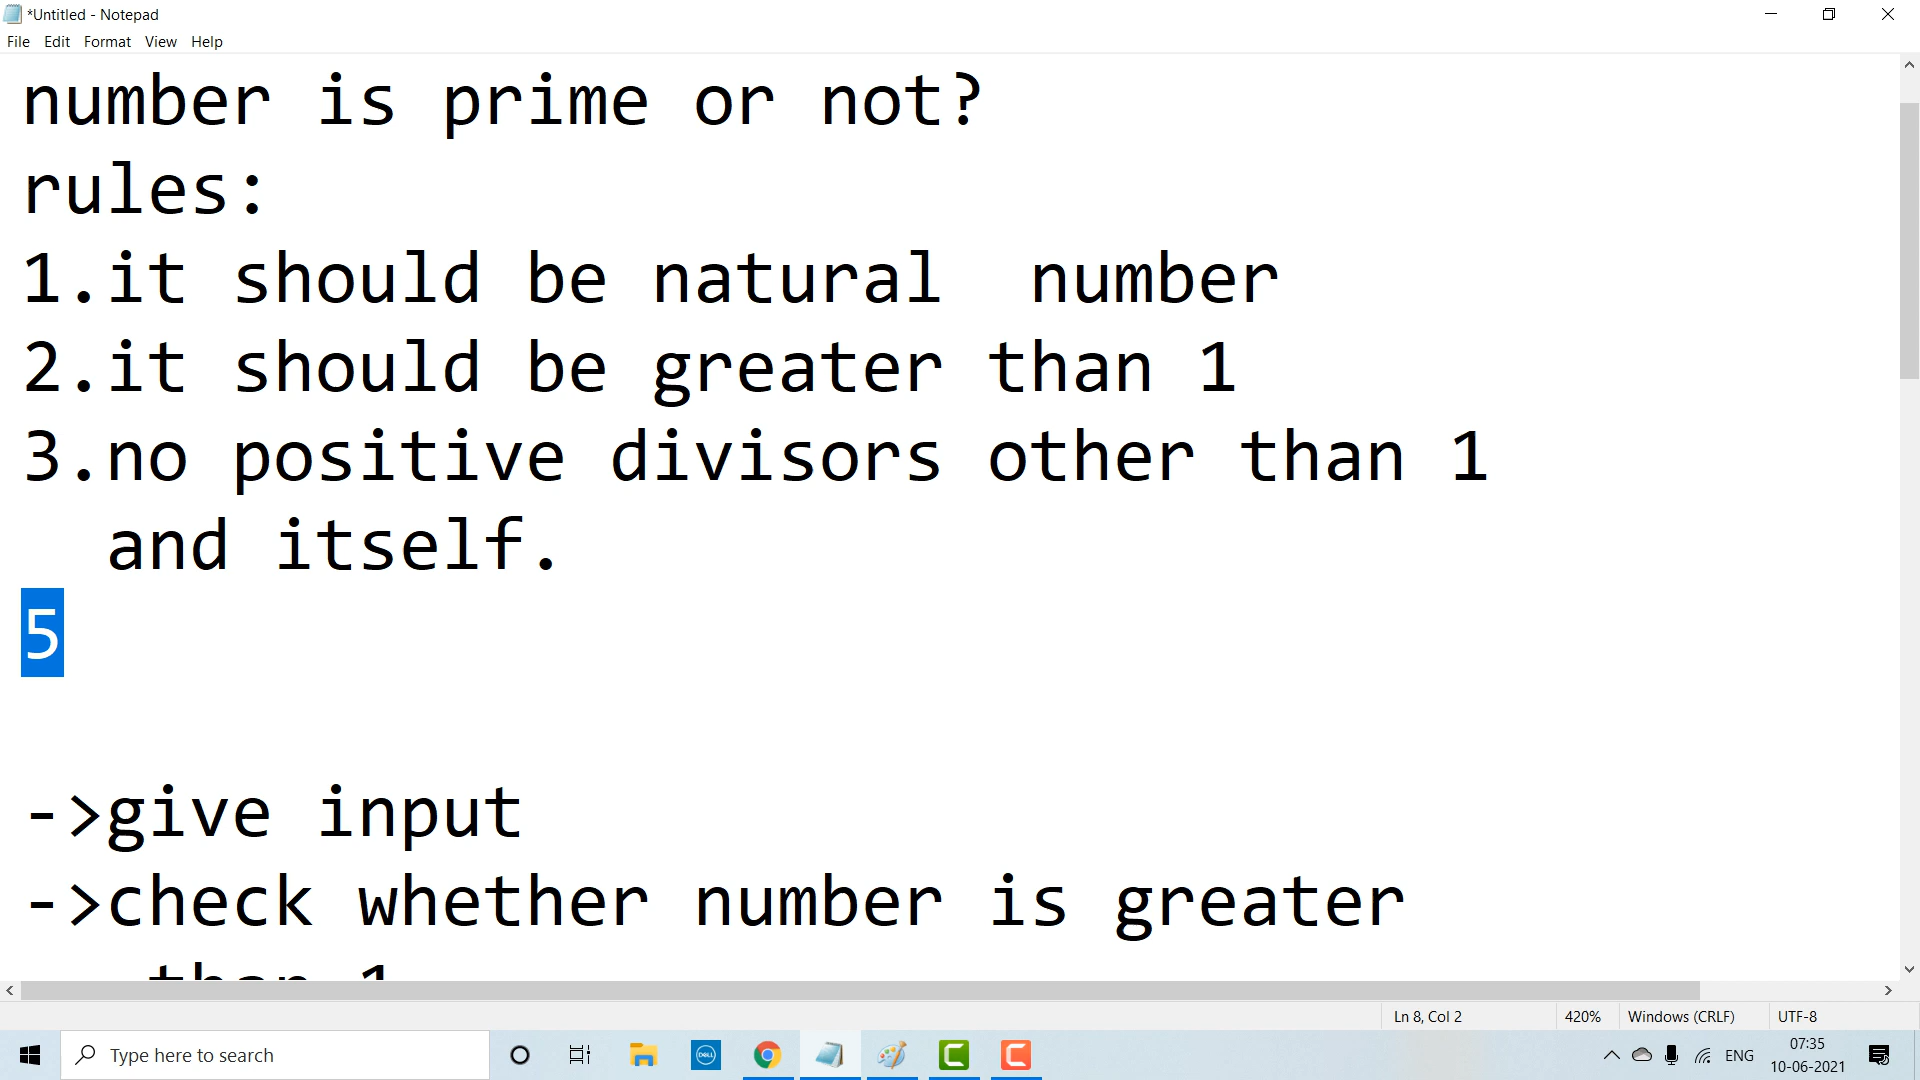 *Untitled - Notepad
File Edit Format View Help
number is prime or not?
rules:
1.it should be natural  number
2.it should be greater than 1
3.no positive divisors other than 1
and itself.
5
->give input
->check whether number is greater
than 1
Ln 8, Col 2 420% Windows (CRLF) UTF-8
Type here to search DELL C C ENG 07:35
10-06-2021